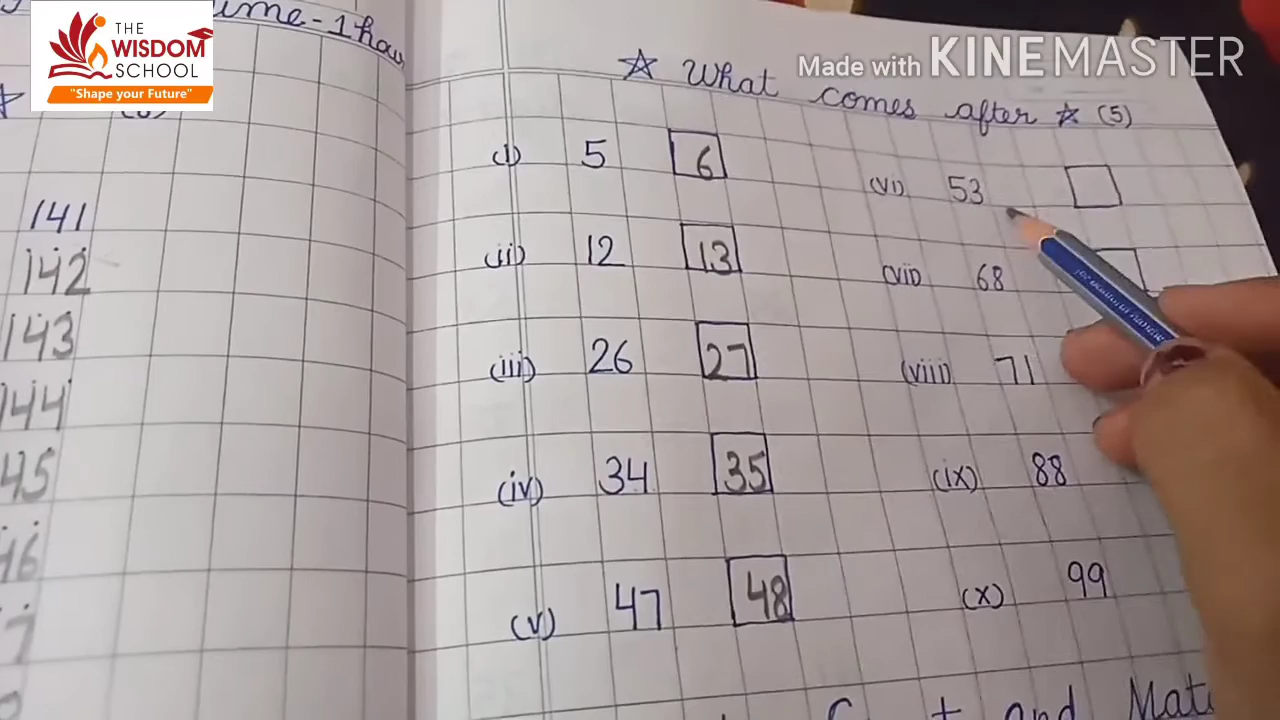 THE
WISDOM
SCHOOL
"Shape your Future"
Made with KINEMASTER
141
142
143
144
45
46
7
☆ What comes after ☆ (5)
(i) 5 6
(ii) 12 13
(iii) 26 27
(iv) 34 35
(v) 47 48
(vi) 53
(vii) 68
(viii) 71
(ix) 88
(x) 99
and